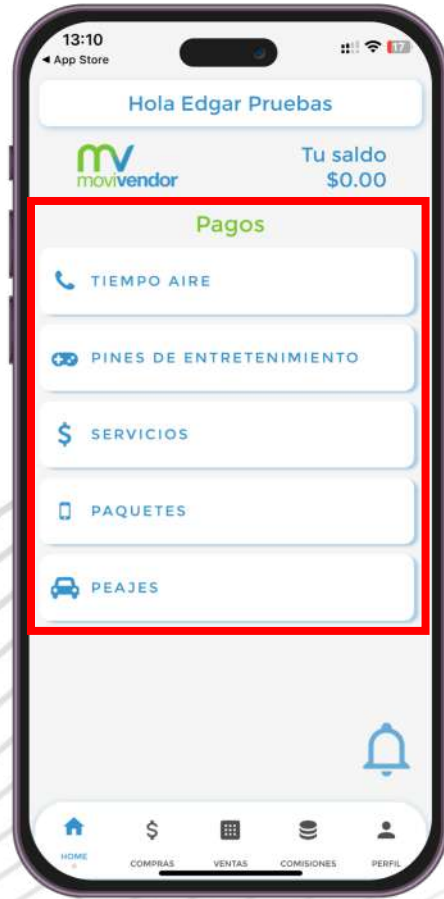 13:10
◀ App Store
17
Hola Edgar Pruebas
mv
movivendor
Tu saldo
$0.00
Pagos
TIEMPO AIRE
PINES DE ENTRETENIMIENTO
$ SERVICIOS
PAQUETES
PEAJES
$
HOME
COMPRAS
VENTAS
COMISIONES
PERFIL